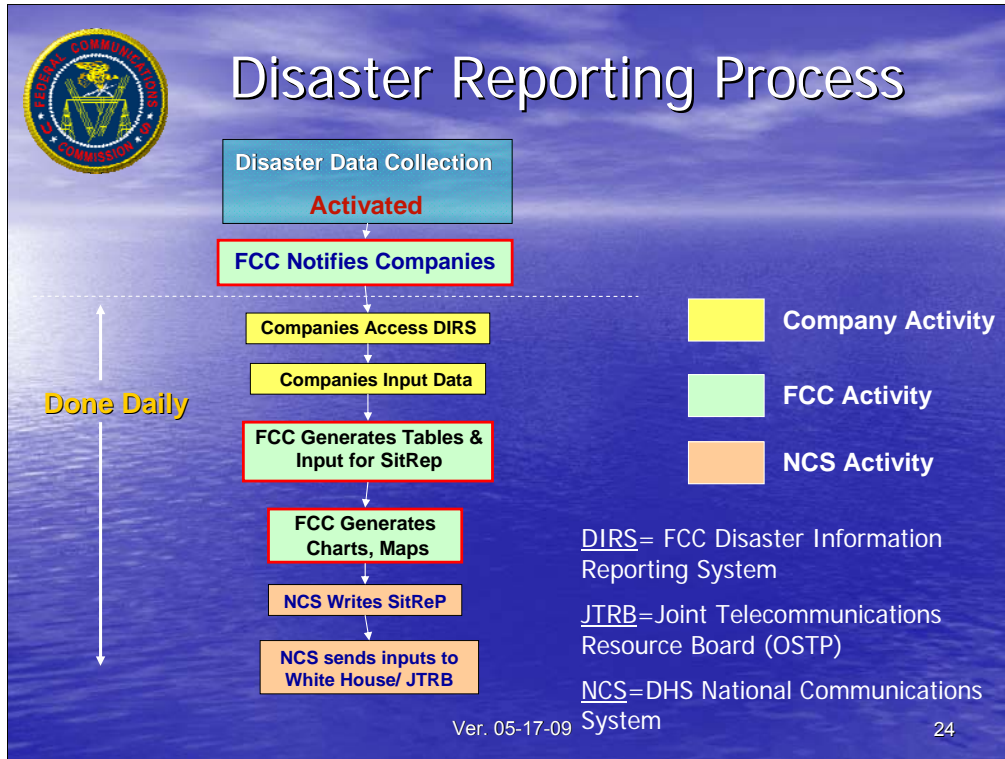 FEDERAL COMMUNICATIONS COMMISSION
U S
Disaster Reporting Process
Disaster Data Collection
Activated
FCC Notifies Companies
Companies Access DIRS
Companies Input Data
Done Daily
FCC Generates Tables &
Input for SitRep
FCC Generates
Charts, Maps
NCS Writes SitReP
NCS sends inputs to
White House/ JTRB
Company Activity
FCC Activity
NCS Activity
DIRS= FCC Disaster Information
Reporting System
JTRB=Joint Telecommunications
Resource Board (OSTP)
NCS=DHS National Communications
System
Ver. 05-17-09
24